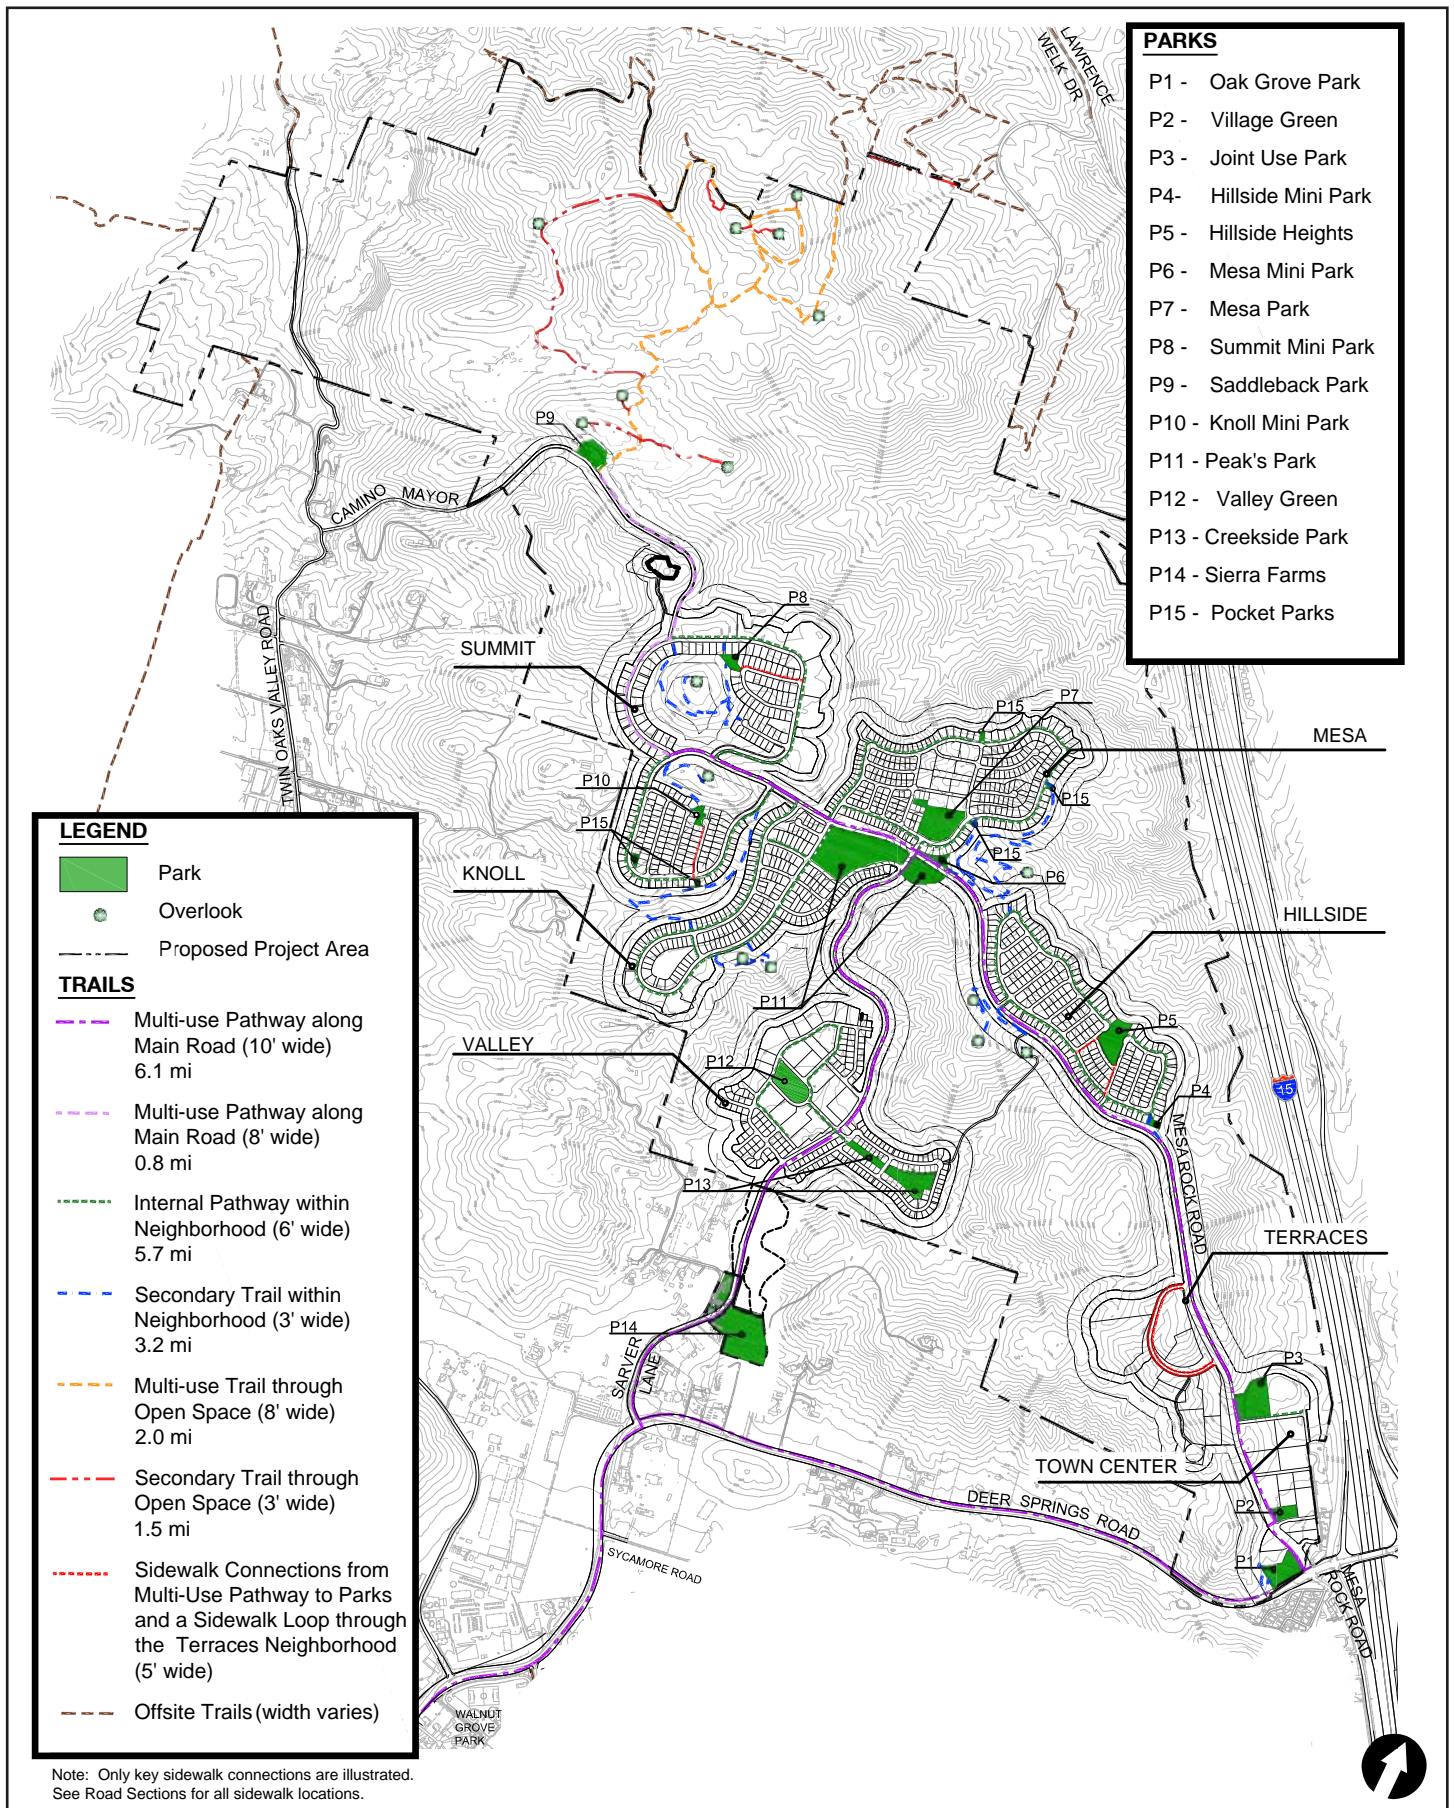 LAWRENCE
WELK DR
PARKS
P1 - Oak Grove Park
P2 - Village Green
P3 - Joint Use Park
P4- Hillside Mini Park
P5 - Hillside Heights
P6 - Mesa Mini Park
P7 - Mesa Park
P8 - Summit Mini Park
P9 - Saddleback Park
P10 - Knoll Mini Park
P11 - Peak's Park
P12 - Valley Green
P13 - Creekside Park
P14 - Sierra Farms
P15 - Pocket Parks
P9
CAMINO MAYOR
TWIN OAKS VALLEY ROAD
P8
SUMMIT
P7
P15
MESA
P10
P15
P15
P15
P6
KNOLL
HILLSIDE
P11
P5
VALLEY
P12
15
P4
MESA ROCK ROAD
P13
TERRACES
P14
SARVER
LANE
P3
TOWN CENTER
DEER SPRINGS ROAD
P2
P1
SYCAMORE ROAD
MESA
ROCK ROAD
WALNUT
GROVE
PARK
LEGEND
Park
Overlook
Proposed Project Area
TRAILS
Multi-use Pathway along
Main Road (10' wide)
6.1 mi
Multi-use Pathway along
Main Road (8' wide)
0.8 mi
Internal Pathway within
Neighborhood (6' wide)
5.7 mi
Secondary Trail within
Neighborhood (3' wide)
3.2 mi
Multi-use Trail through
Open Space (8' wide)
2.0 mi
Secondary Trail through
Open Space (3' wide)
1.5 mi
Sidewalk Connections from
Multi-Use Pathway to Parks
and a Sidewalk Loop through
the Terraces Neighborhood
(5' wide)
Offsite Trails (width varies)
Note: Only key sidewalk connections are illustrated.
See Road Sections for all sidewalk locations.